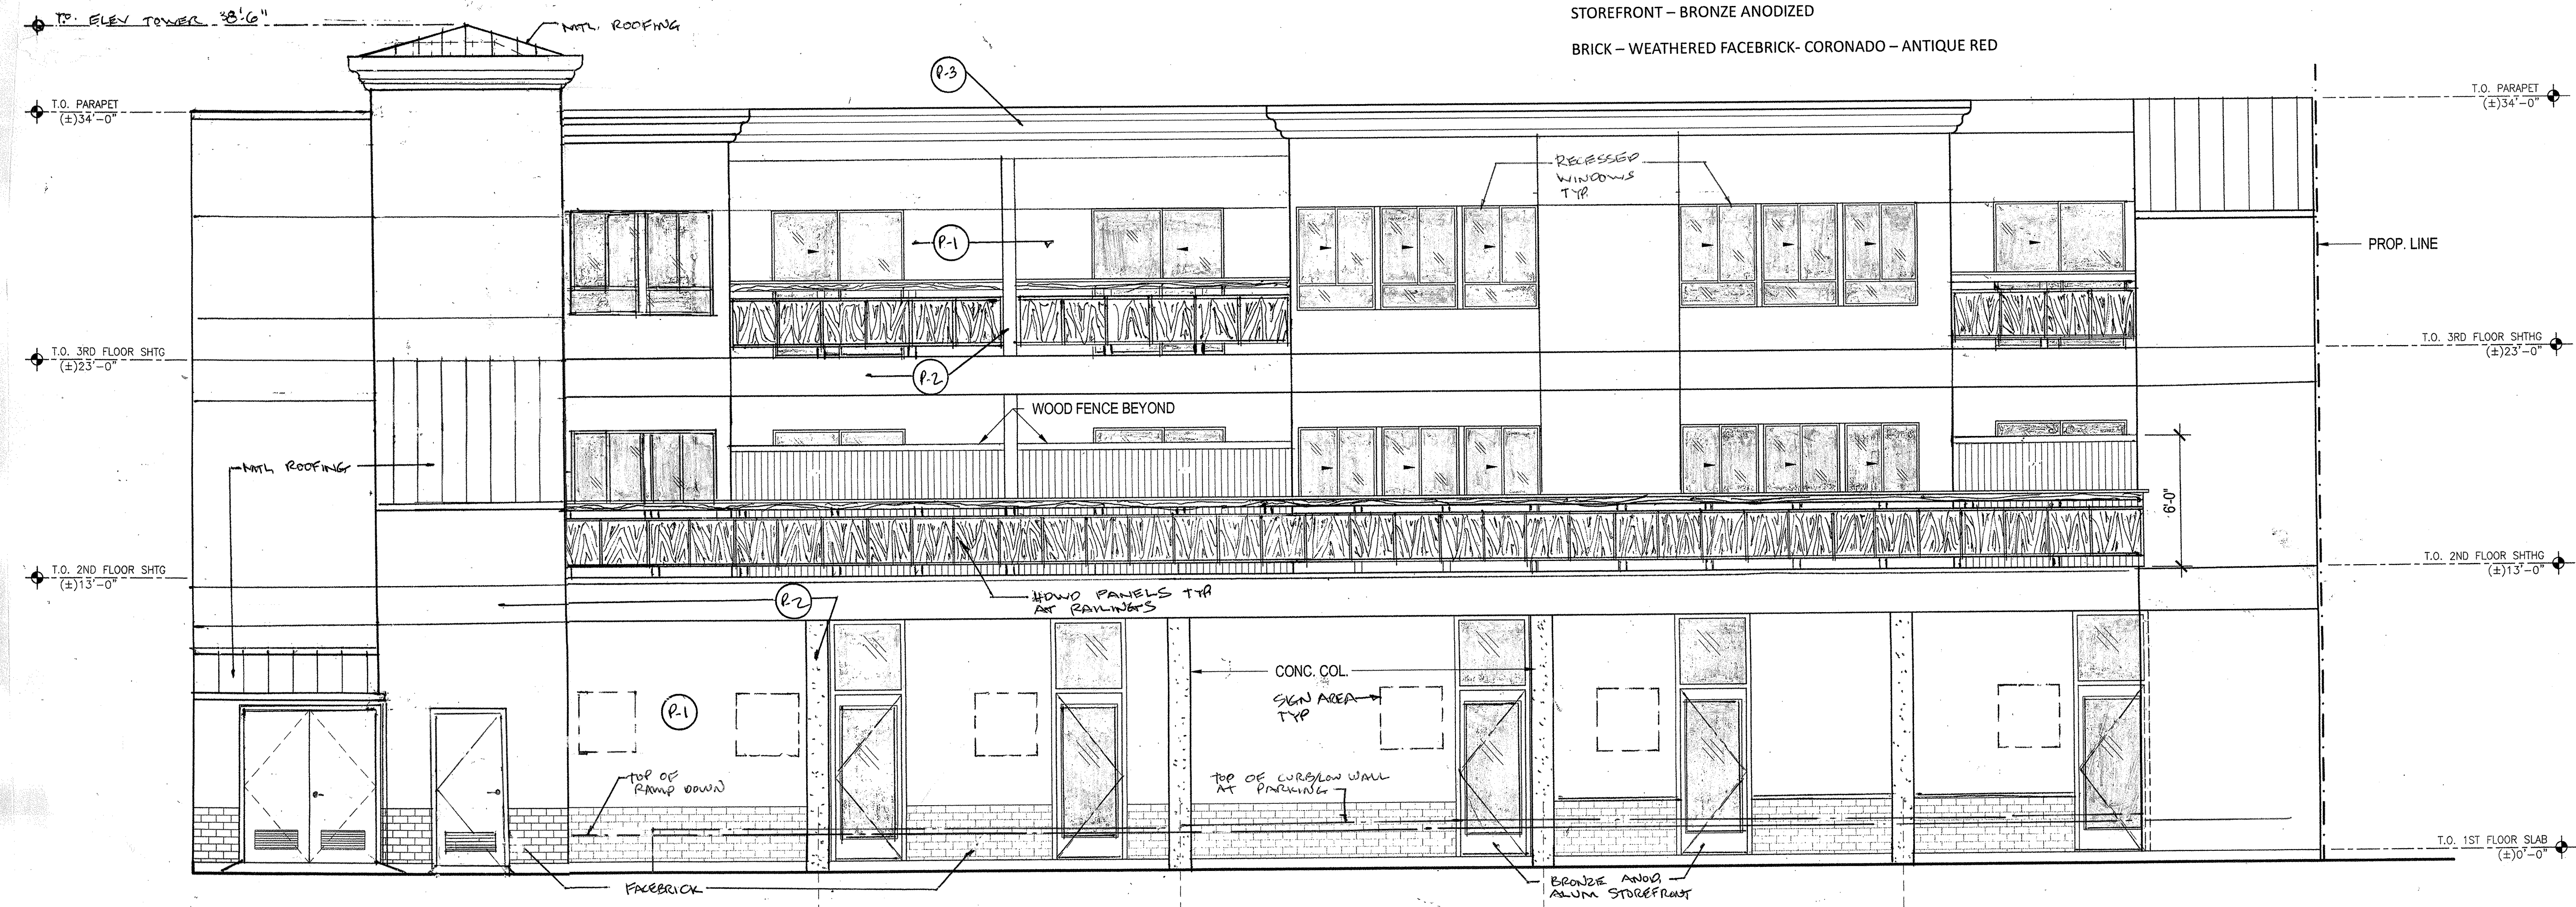 STOREFRONT – BRONZE ANODIZED
BRICK – WEATHERED FACEBRICK- CORONADO – ANTIQUE RED
T.O. ELEV TOWER 38'-6"
MTL. ROOFING
P-3
T.O. PARAPET
(±)34'-0"
T.O. PARAPET
(±)34'-0"
RECESSED
WINDOWS
TYP.
P-1
PROP. LINE
T.O. 3RD FLOOR SHTG
(±)23'-0"
T.O. 3RD FLOOR SHTHG
(±)23'-0"
P-2
WOOD FENCE BEYOND
MTL ROOFING
6'-0"
T.O. 2ND FLOOR SHTG
(±)13'-0"
T.O. 2ND FLOOR SHTHG
(±)13'-0"
P-2
HDWD PANELS TYP
AT RAILINGS
CONC. COL.
SIGN AREA
TYP
P-1
TOP OF
RAMP DOWN
TOP OF CURB/LOW WALL
AT PARKING
T.O. 1ST FLOOR SLAB
(±)0'-0"
FACEBRICK
BRONZE ANOD.
ALUM STOREFRONT